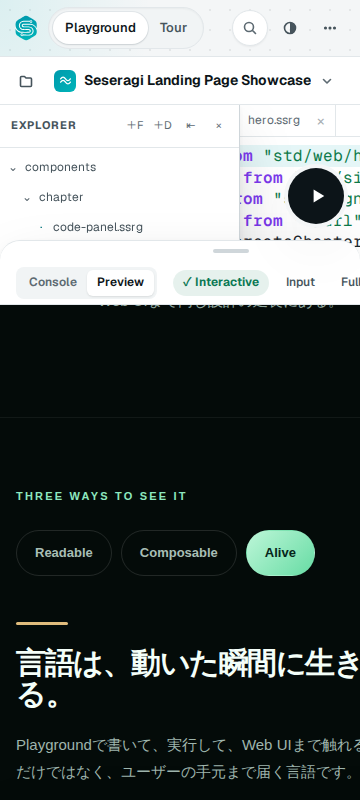 Playground Tour
Seseragi Landing Page Showcase
EXPLORER +F +D ⇤ ×
hero.ssrg ×
components
chapter
code-panel.ssrg
om "std/web/h
from
rom
from
Console Preview ✓ Interactive Input Full
THREE WAYS TO SEE IT
Readable Composable Alive
言語は、動いた瞬間に生き
る。
Playgroundで書いて、実行して、Web UIまで触れる
だけではなく、ユーザーの手元まで届く言語です。